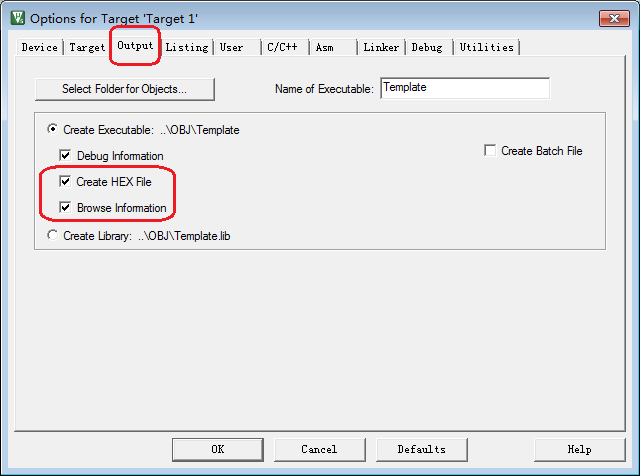 Options for Target 'Target 1'
Device Target Output Listing User C/C++ Asm Linker Debug Utilities
Select Folder for Objects... Name of Executable: Template
Create Executable: ..\OBJ\Template
Debug Information Create Batch File
Create HEX File
Browse Information
Create Library: ..\OBJ\Template.lib
OK Cancel Defaults Help